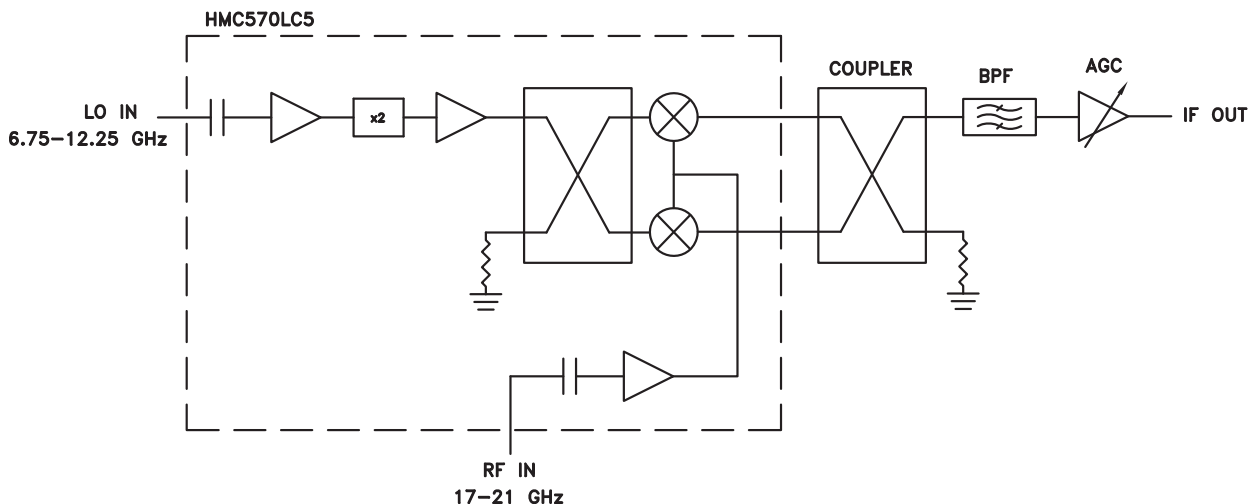 HMC570LC5
LO IN
6.75–12.25 GHz
x2
COUPLER
BPF
AGC
IF OUT
RF IN
17–21 GHz